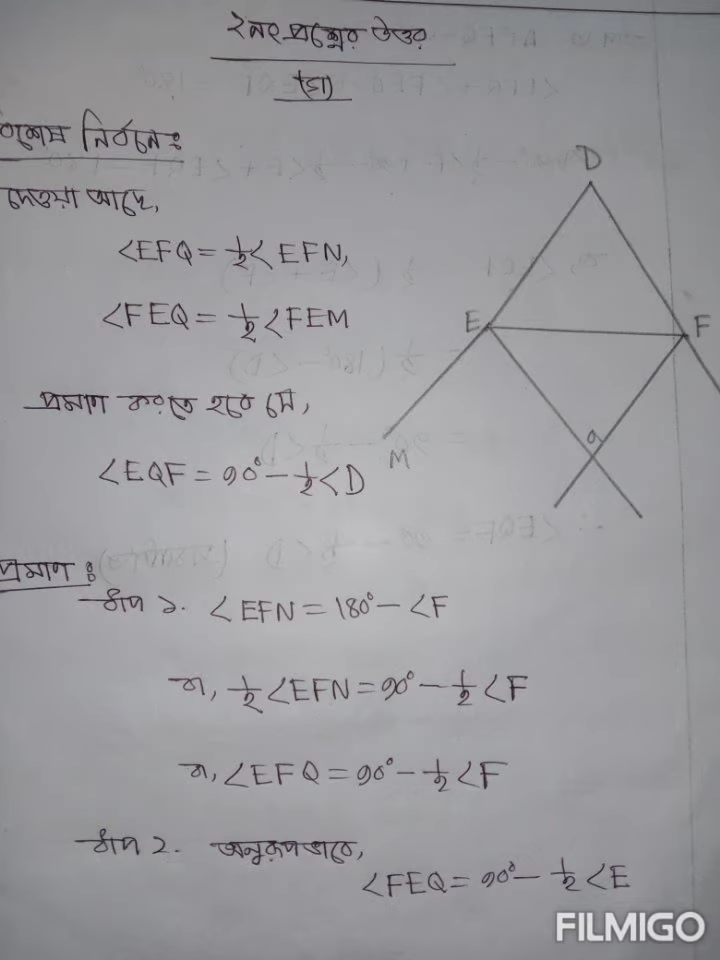 ২নং প্রশ্নের উত্তর
(গ)
বিশেষ নির্বচন:
দেওয়া আছে,
<EFQ = ½< EFN,
<FEQ = ½<FEM
প্রমাণ করতে হবে যে,
<EQF = 90° - ½<D
প্রমাণ:
ধাপ ১. <EFN = 180° - <F
বা, ½<EFN = 90° - ½<F
বা, <EFQ = 90° - ½<F
ধাপ ২. অনুরূপভাবে,
<FEQ = 90° - ½<E
D
E
F
M
Q
FILMIGO